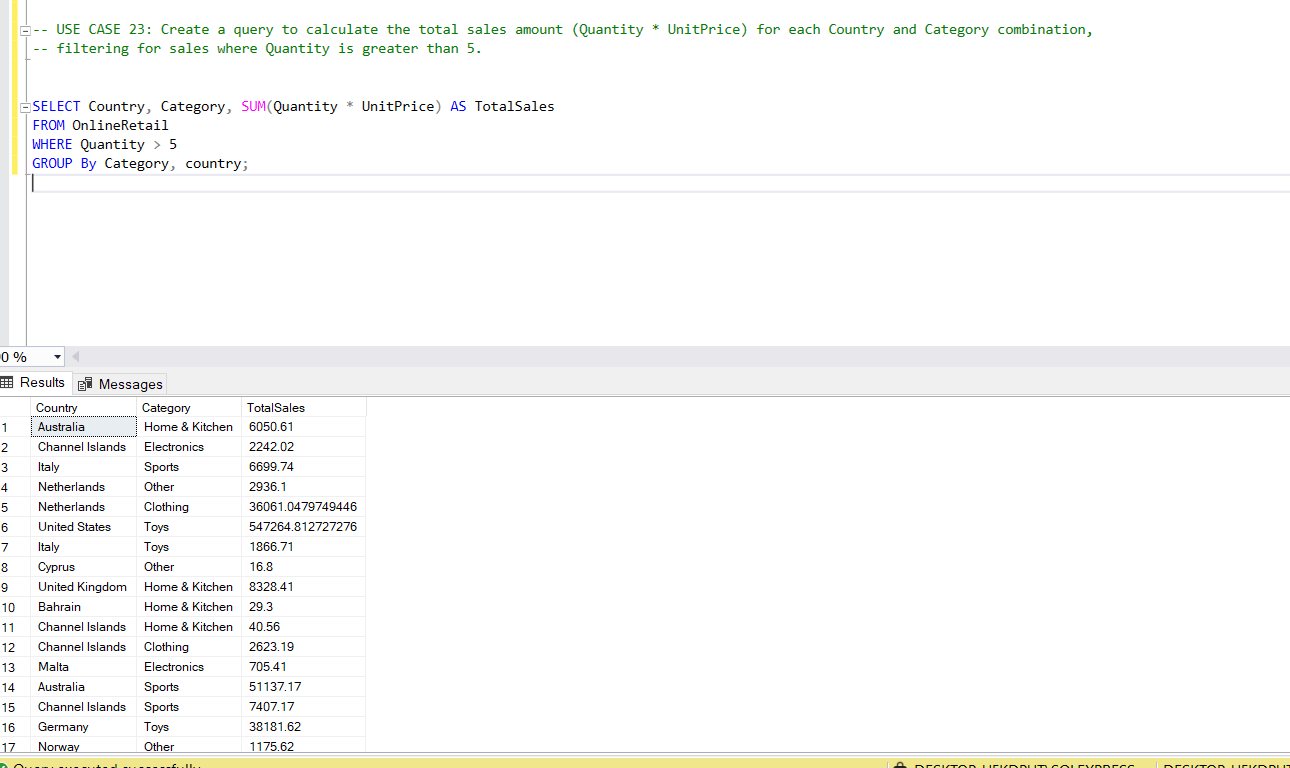 -- USE CASE 23: Create a query to calculate the total sales amount (Quantity * UnitPrice) for each Country and Category combination,
-- filtering for sales where Quantity is greater than 5.
SELECT Country, Category, SUM(Quantity * UnitPrice) AS TotalSales
FROM OnlineRetail
WHERE Quantity > 5
GROUP By Category, country;
0 %
Results Messages
Country Category TotalSales
1 Australia Home & Kitchen 6050.61
2 Channel Islands Electronics 2242.02
3 Italy Sports 6699.74
4 Netherlands Other 2936.1
5 Netherlands Clothing 36061.0479749446
6 United States Toys 547264.812727276
7 Italy Toys 1866.71
8 Cyprus Other 16.8
9 United Kingdom Home & Kitchen 8328.41
10 Bahrain Home & Kitchen 29.3
11 Channel Islands Home & Kitchen 40.56
12 Channel Islands Clothing 2623.19
13 Malta Electronics 705.41
14 Australia Sports 51137.17
15 Channel Islands Sports 7407.17
16 Germany Toys 38181.62
17 Norway Other 1175.62
Query executed successfully